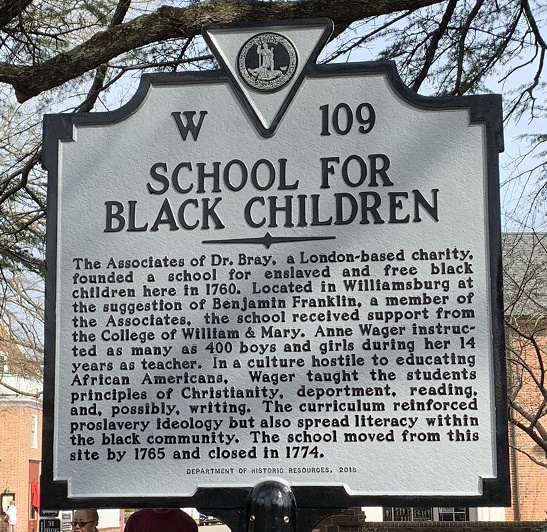 W 109
SCHOOL FOR
BLACK CHILDREN
The Associates of Dr. Bray, a London-based charity,
founded a school for enslaved and free black
children here in 1760. Located in Williamsburg at
the suggestion of Benjamin Franklin, a member of
the Associates, the school received support from
the College of William & Mary. Anne Wager instruc-
ted as many as 400 boys and girls during her 14
years as teacher. In a culture hostile to educating
African Americans, Wager taught the students
principles of Christianity, deportment, reading,
and, possibly, writing. The curriculum reinforced
proslavery ideology but also spread literacy within
the black community. The school moved from this
site by 1765 and closed in 1774.
DEPARTMENT OF HISTORIC RESOURCES, 2018